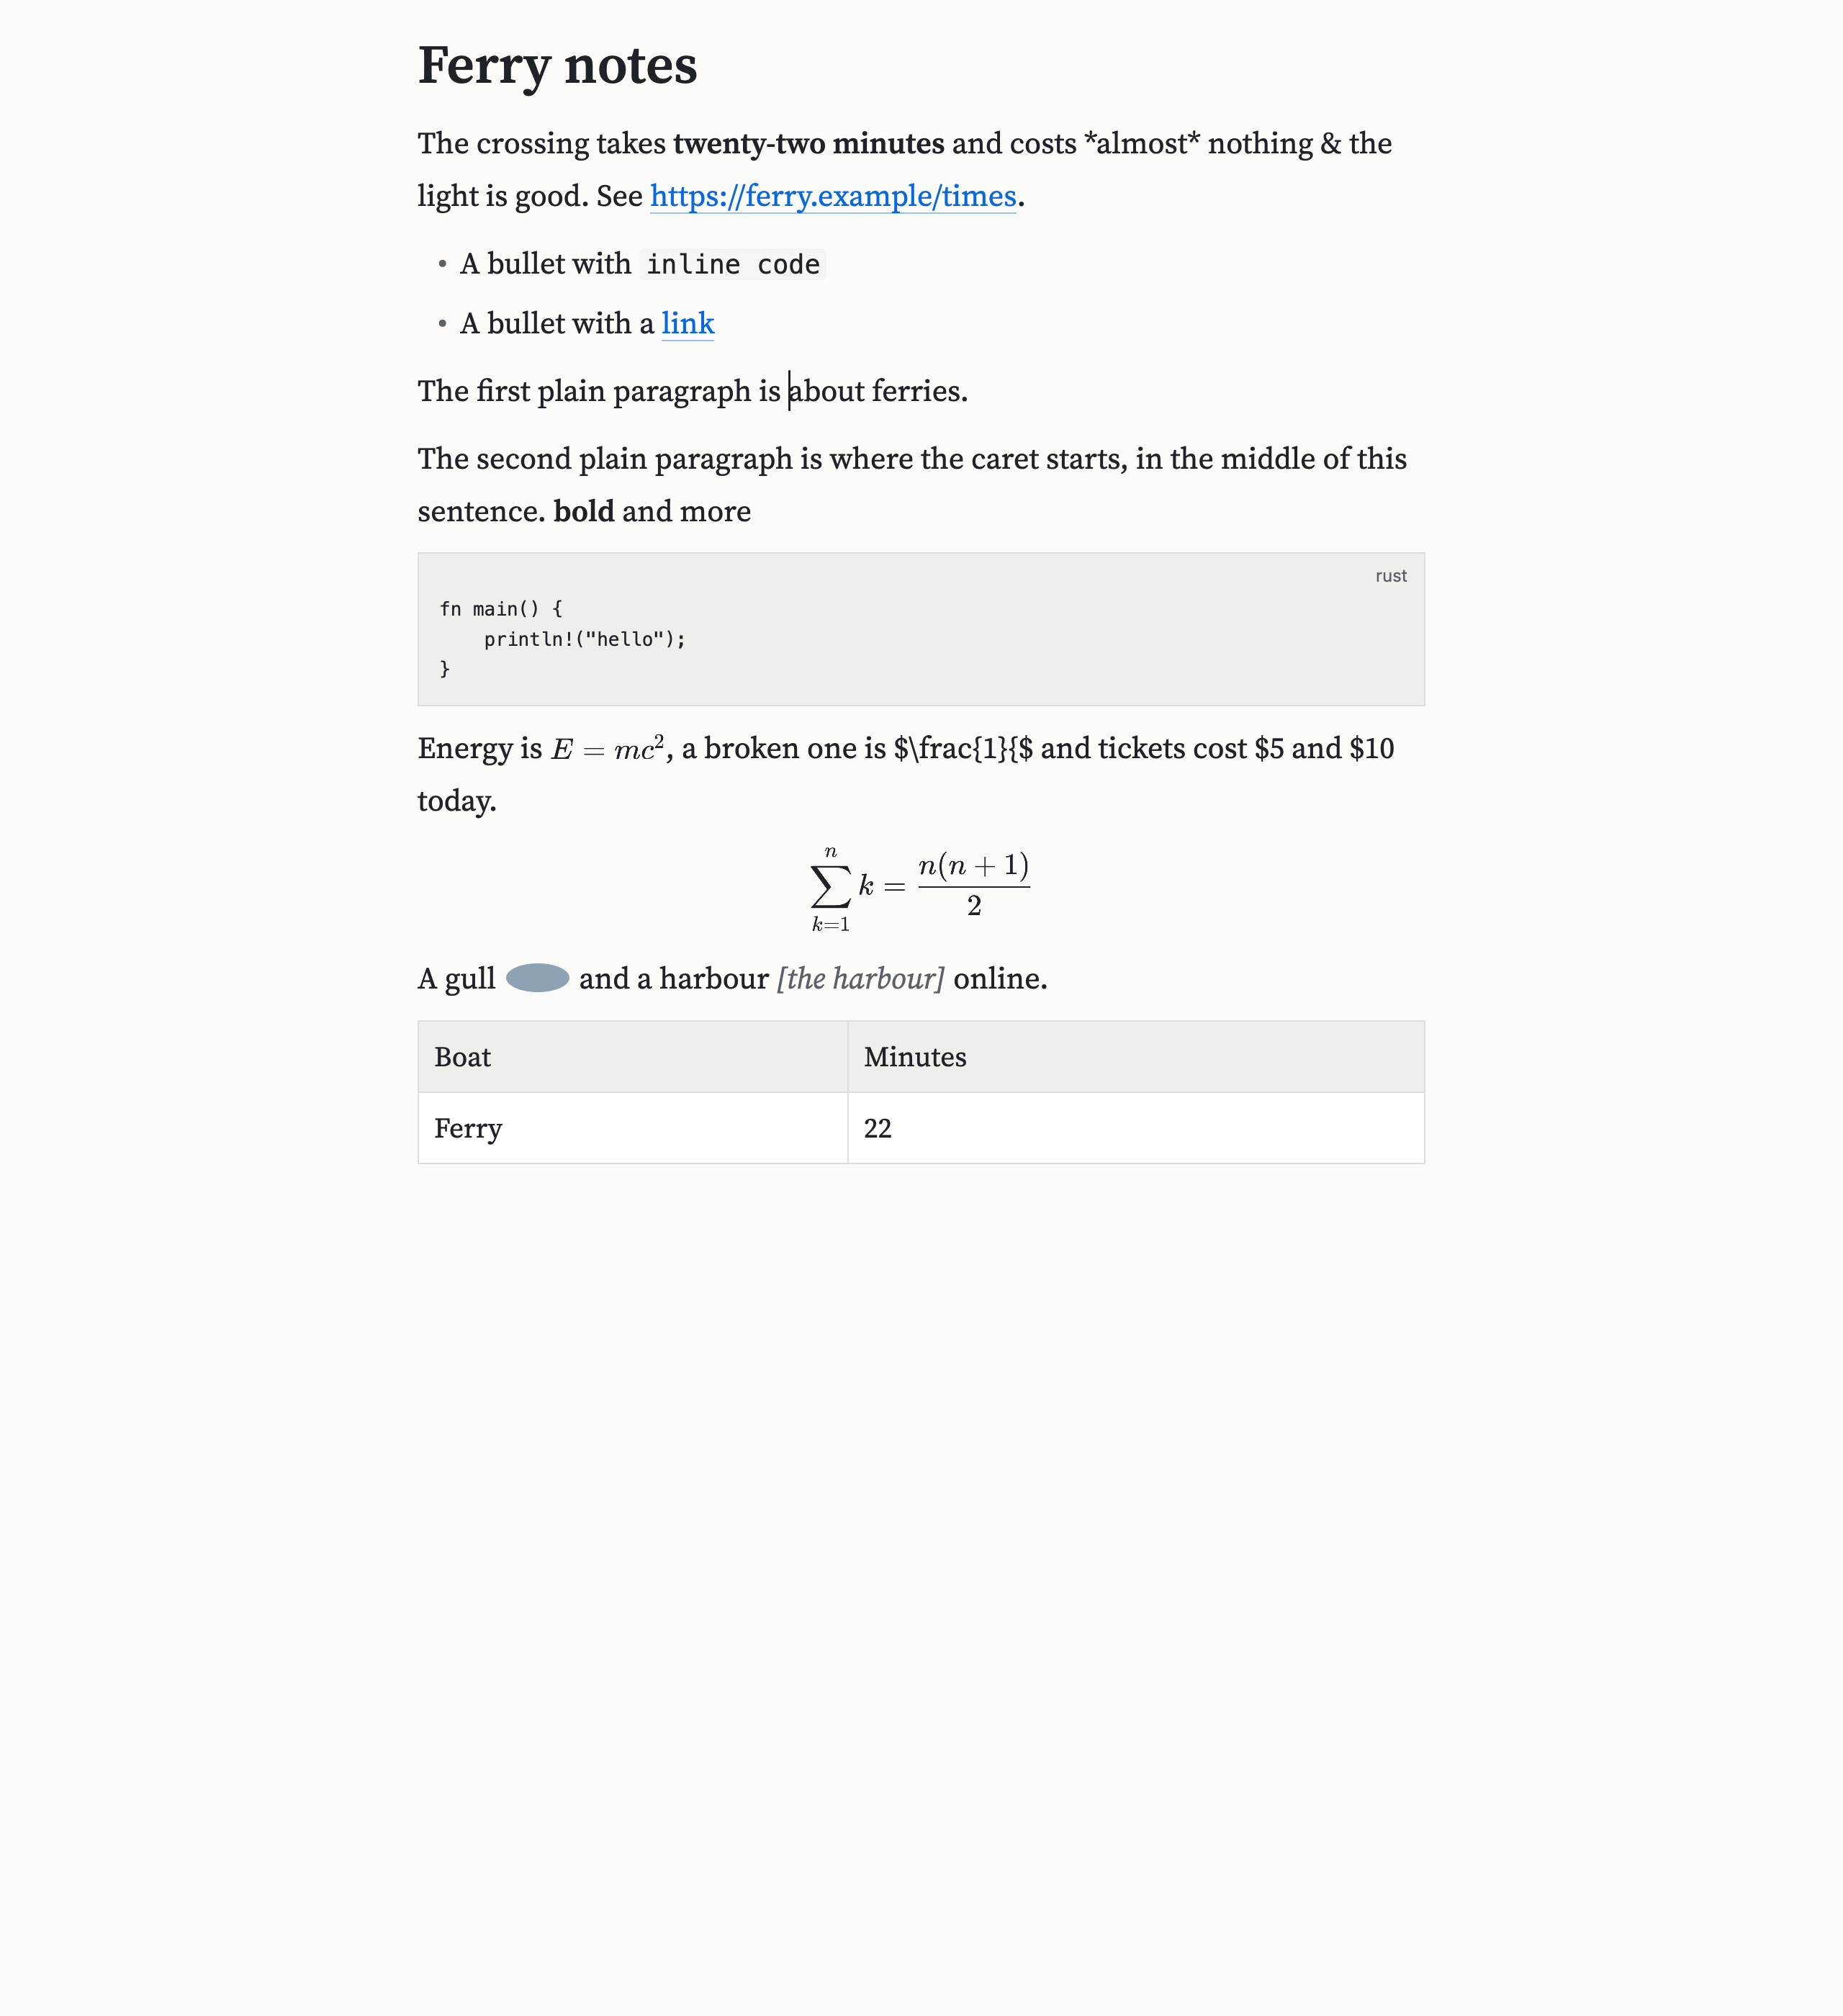 Ferry notes
The crossing takes twenty-two minutes and costs *almost* nothing & the
light is good. See https://ferry.example/times.
• A bullet with inline code
• A bullet with a link
The first plain paragraph is about ferries.
The second plain paragraph is where the caret starts, in the middle of this
sentence. bold and more
rust
fn main() {
    println!("hello");
}
Energy is E = mc², a broken one is $\frac{1}{$ and tickets cost $5 and $10
today.
n
∑ k = n(n + 1)
k=1
2
A gull and a harbour [the harbour] online.
Boat Minutes
Ferry 22